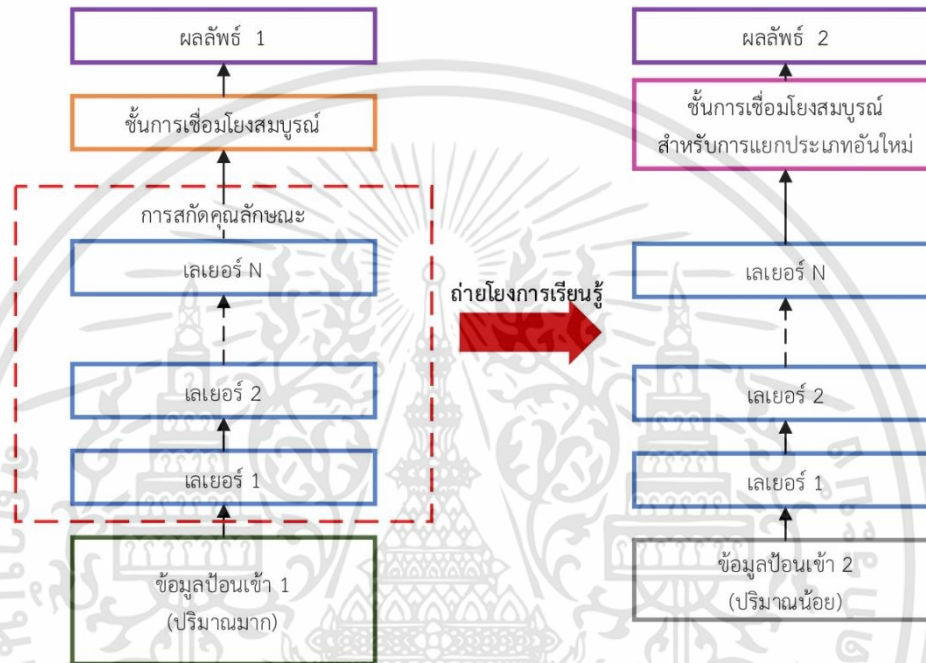 ผลลัพธ์ 1
ชั้นการเชื่อมโยงสมบูรณ์
การสกัดคุณลักษณะ
เลเยอร์ N
เลเยอร์ 2
เลเยอร์ 1
ข้อมูลป้อนเข้า 1
(ปริมาณมาก)
ถ่ายโยงการเรียนรู้
ผลลัพธ์ 2
ชั้นการเชื่อมโยงสมบูรณ์
สำหรับการแยกประเภทอันใหม่
เลเยอร์ N
เลเยอร์ 2
เลเยอร์ 1
ข้อมูลป้อนเข้า 2
(ปริมาณน้อย)